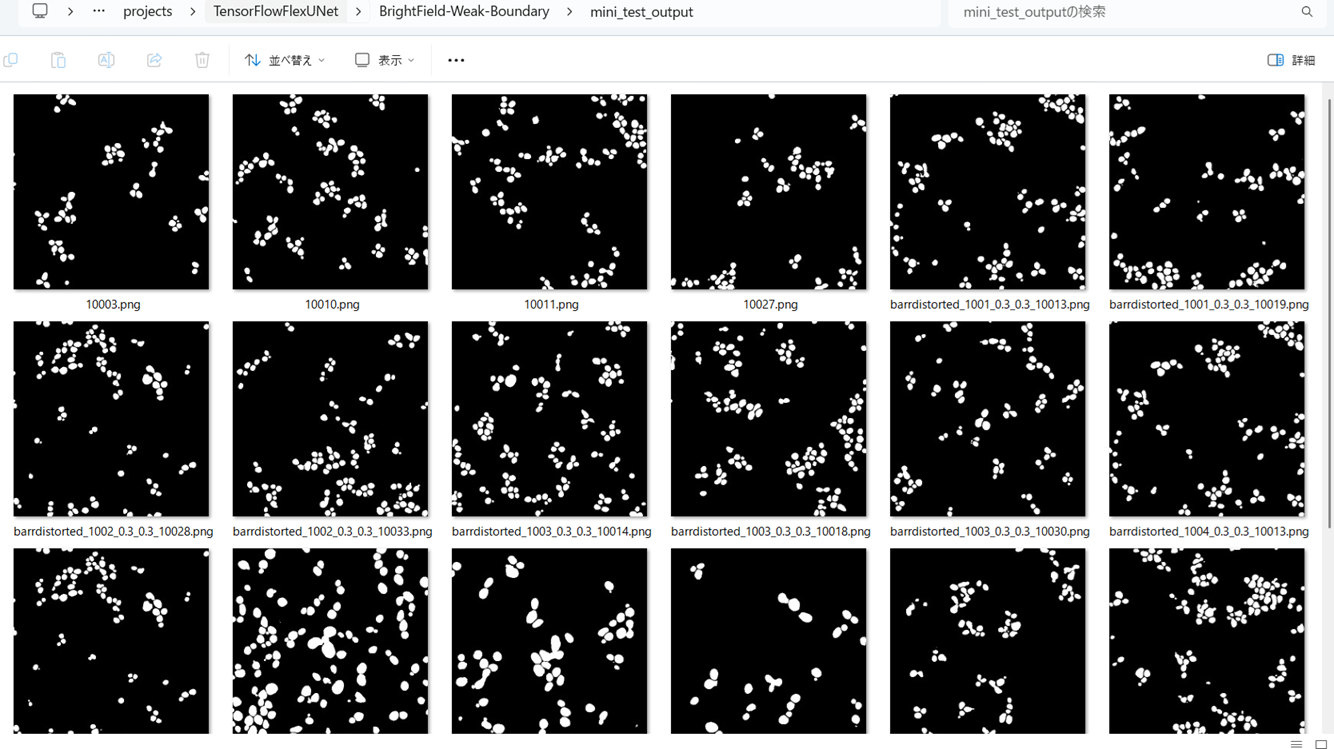 projects > TensorFlowFlexUNet > BrightField-Weak-Boundary > mini_test_output
mini_test_outputの検索
並べ替え
表示
詳細
10003.png
10010.png
10011.png
10027.png
barrdistorted_1001_0.3_0.3_10013.png
barrdistorted_1001_0.3_0.3_10019.png
barrdistorted_1002_0.3_0.3_10028.png
barrdistorted_1002_0.3_0.3_10033.png
barrdistorted_1003_0.3_0.3_10014.png
barrdistorted_1003_0.3_0.3_10018.png
barrdistorted_1003_0.3_0.3_10030.png
barrdistorted_1004_0.3_0.3_10013.png